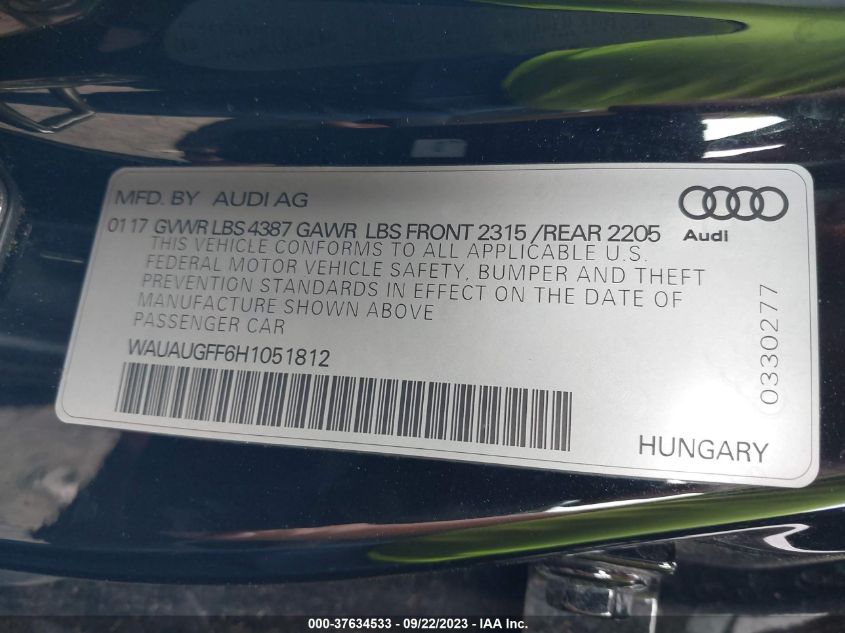 MFD. BY AUDI AG
01 17 GVWR LBS 4387 GAWR LBS FRONT 2315 /REAR 2205
THIS VEHICLE CONFORMS TO ALL APPLICABLE U.S.
FEDERAL MOTOR VEHICLE SAFETY, BUMPER AND THEFT
PREVENTION STANDARDS IN EFFECT ON THE DATE OF
MANUFACTURE SHOWN ABOVE
PASSENGER CAR
WAUAUGFF6H1051812
Audi
0330277
HUNGARY
000-37634533 / 09/22/2023 - IAA Inc.